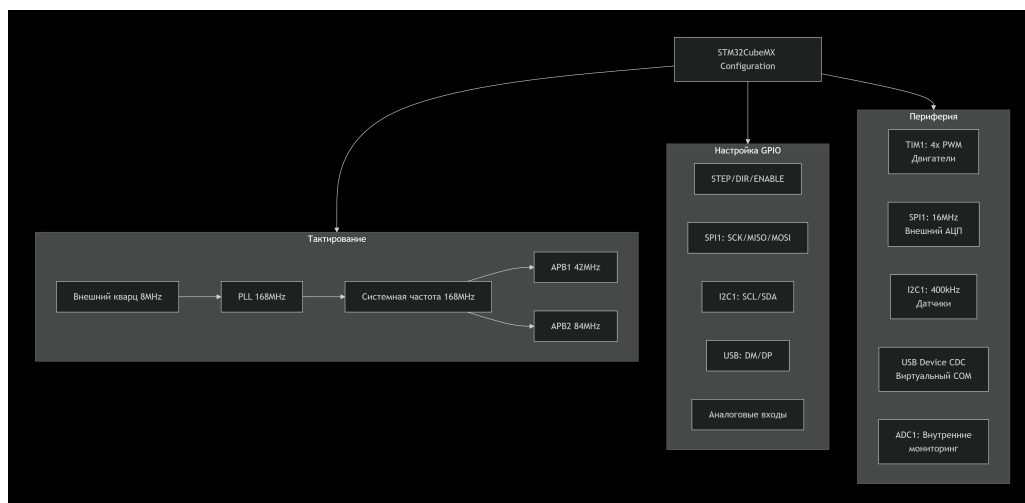 STM32CubeMX
Configuration
Тактирование
Внешний кварц 8MHz
PLL 168MHz
Системная частота 168MHz
APB1 42MHz
APB2 84MHz
Настройка GPIO
STEP/DIR/ENABLE
SPI1: SCK/MISO/MOSI
I2C1: SCL/SDA
USB: DM/DP
Аналоговые входы
Периферия
TIM1: 4x PWM
Двигатели
SPI1: 16MHz
Внешний АЦП
I2C1: 400kHz
Датчики
USB Device CDC
Виртуальный COM
ADC1: Внутренние
мониторинг